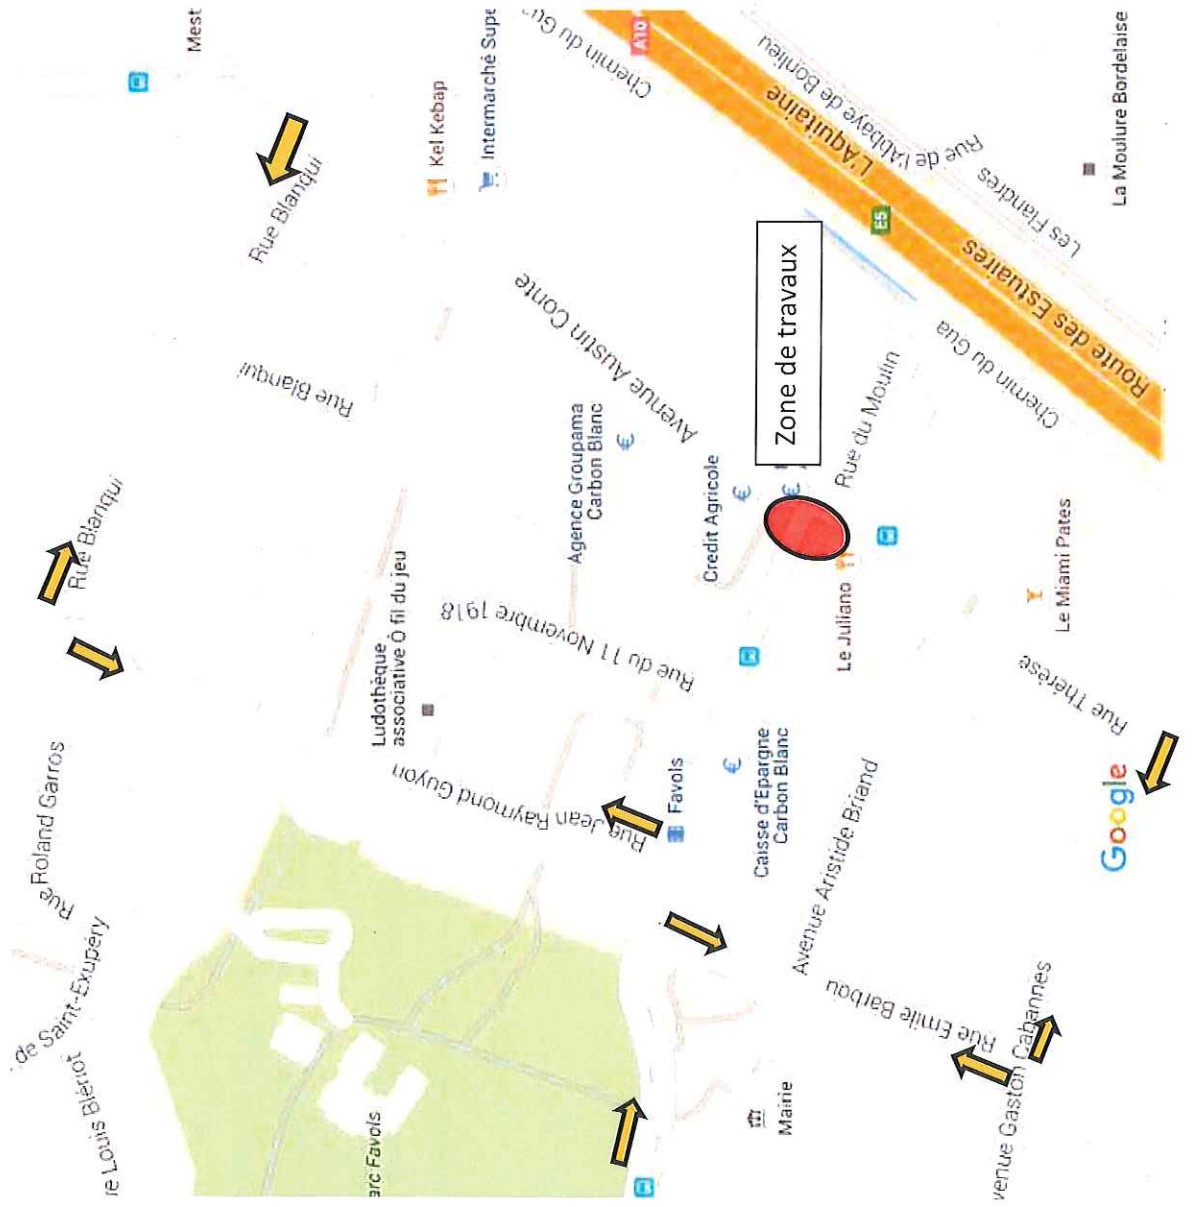 Mest
Rue Blanqui
Kel Kebap
Intermarché Supe
Chemin du Gua
A10
Rue de l'Abbaye de Bonlieu
L'Aquitaine
Les Flandres
La Moulure Bordelaise
E5
Route des Estuaires
Chemin du Gua
Rue Blanqui
Avenue Austin Conte
Zone de travaux
Rue du Moulin
Rue Blanqui
Agence Groupama
Carbon Blanc
Credit Agricole
Ludothèque
associative Ô fil du jeu
Rue du 11 Novembre 1918
Le Juliano
Le Miami Pates
Rue Thérèse
Rue Roland Garros
Rue Jean Raymond Guyon
Favols
Caisse d'Epargne
Carbon Blanc
Avenue Aristide Briand
Google
de Saint-Exupéry
re Louis Blériot
arc Favols
Mairie
Rue Emile Barbou
venue Gaston Cabannes